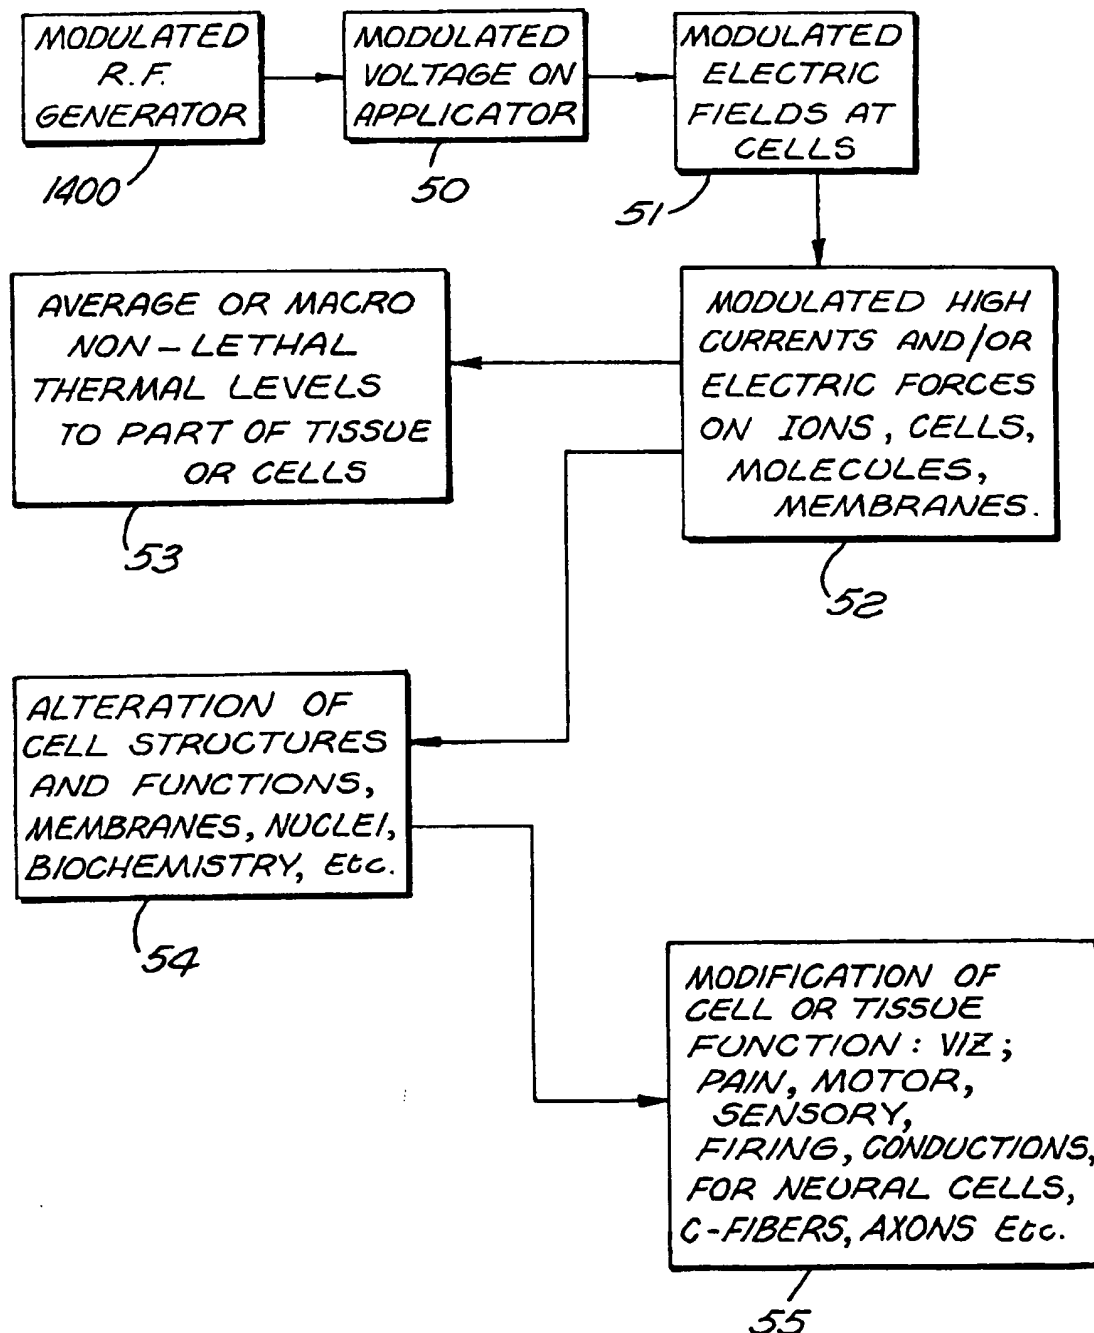 MODULATED
R.F.
GENERATOR
1400
MODULATED
VOLTAGE ON
APPLICATOR
50
MODULATED
ELECTRIC
FIELDS AT
CELLS
51
AVERAGE OR MACRO
NON-LETHAL
THERMAL LEVELS
TO PART OF TISSUE
OR CELLS
53
MODULATED HIGH
CURRENTS AND/OR
ELECTRIC FORCES
ON IONS, CELLS,
MOLECULES,
MEMBRANES.
52
ALTERATION OF
CELL STRUCTURES
AND FUNCTIONS,
MEMBRANES, NUCLEI,
BIOCHEMISTRY, Etc.
54
MODIFICATION OF
CELL OR TISSUE
FUNCTION: VIZ;
PAIN, MOTOR,
SENSORY,
FIRING, CONDUCTIONS,
FOR NEURAL CELLS,
C-FIBERS, AXONS Etc.
55